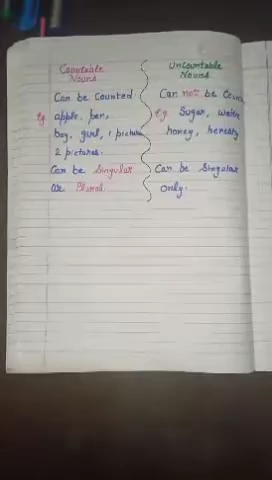 Countable
Nouns
Can be Counted
eg apple, pen,
boy, girl, 1 picture
2 pictures.
Can be Singular
or Plural
Uncountable
Nouns
Can not be
eg Sugar, water
honey, honesty
Can be Singular
only.